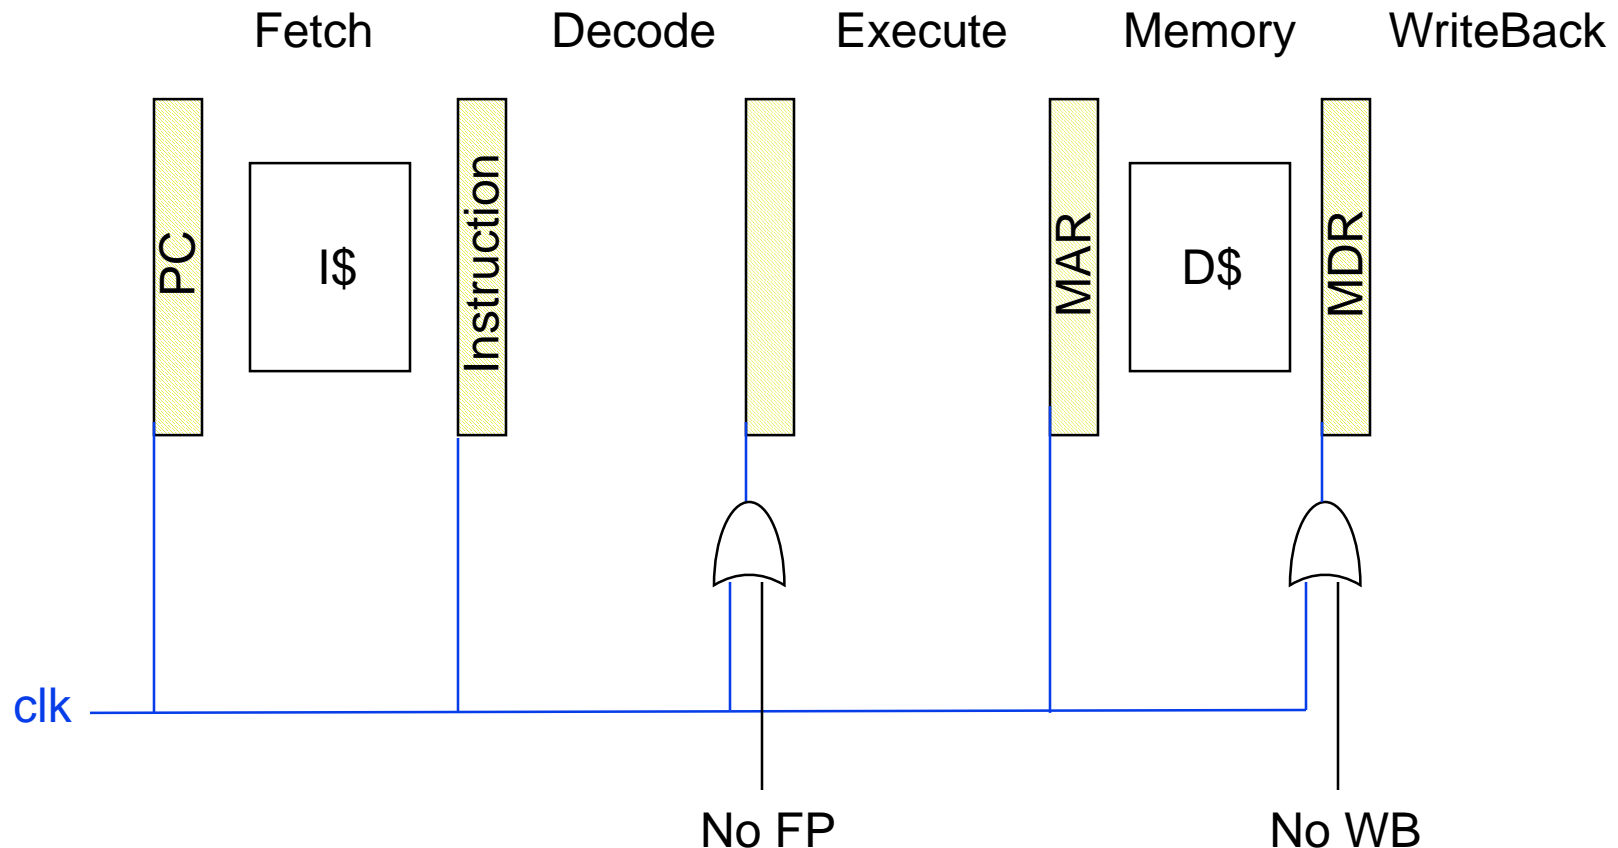 Fetch
Decode
Execute
Memory
WriteBack
PC
I$
Instruction
MAR
D$
MDR
clk
No FP
No WB